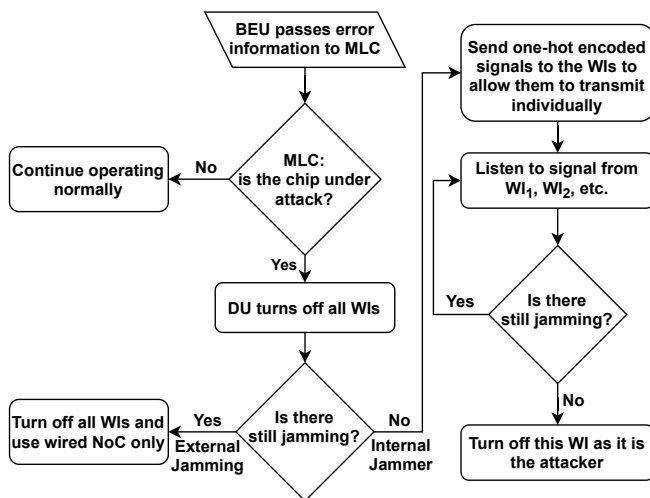 BEU passes error
information to MLC
MLC:
is the chip under
attack?
No
Continue operating
normally
Yes
DU turns off all WIs
Is there
still jamming?
Yes
External
Jamming
Turn off all WIs and
use wired NoC only
No
Internal
Jammer
Send one-hot encoded
signals to the WIs to
allow them to transmit
individually
Listen to signal from
WI₁, WI₂, etc.
Is there
still jamming?
Yes
No
Turn off this WI as it is
the attacker